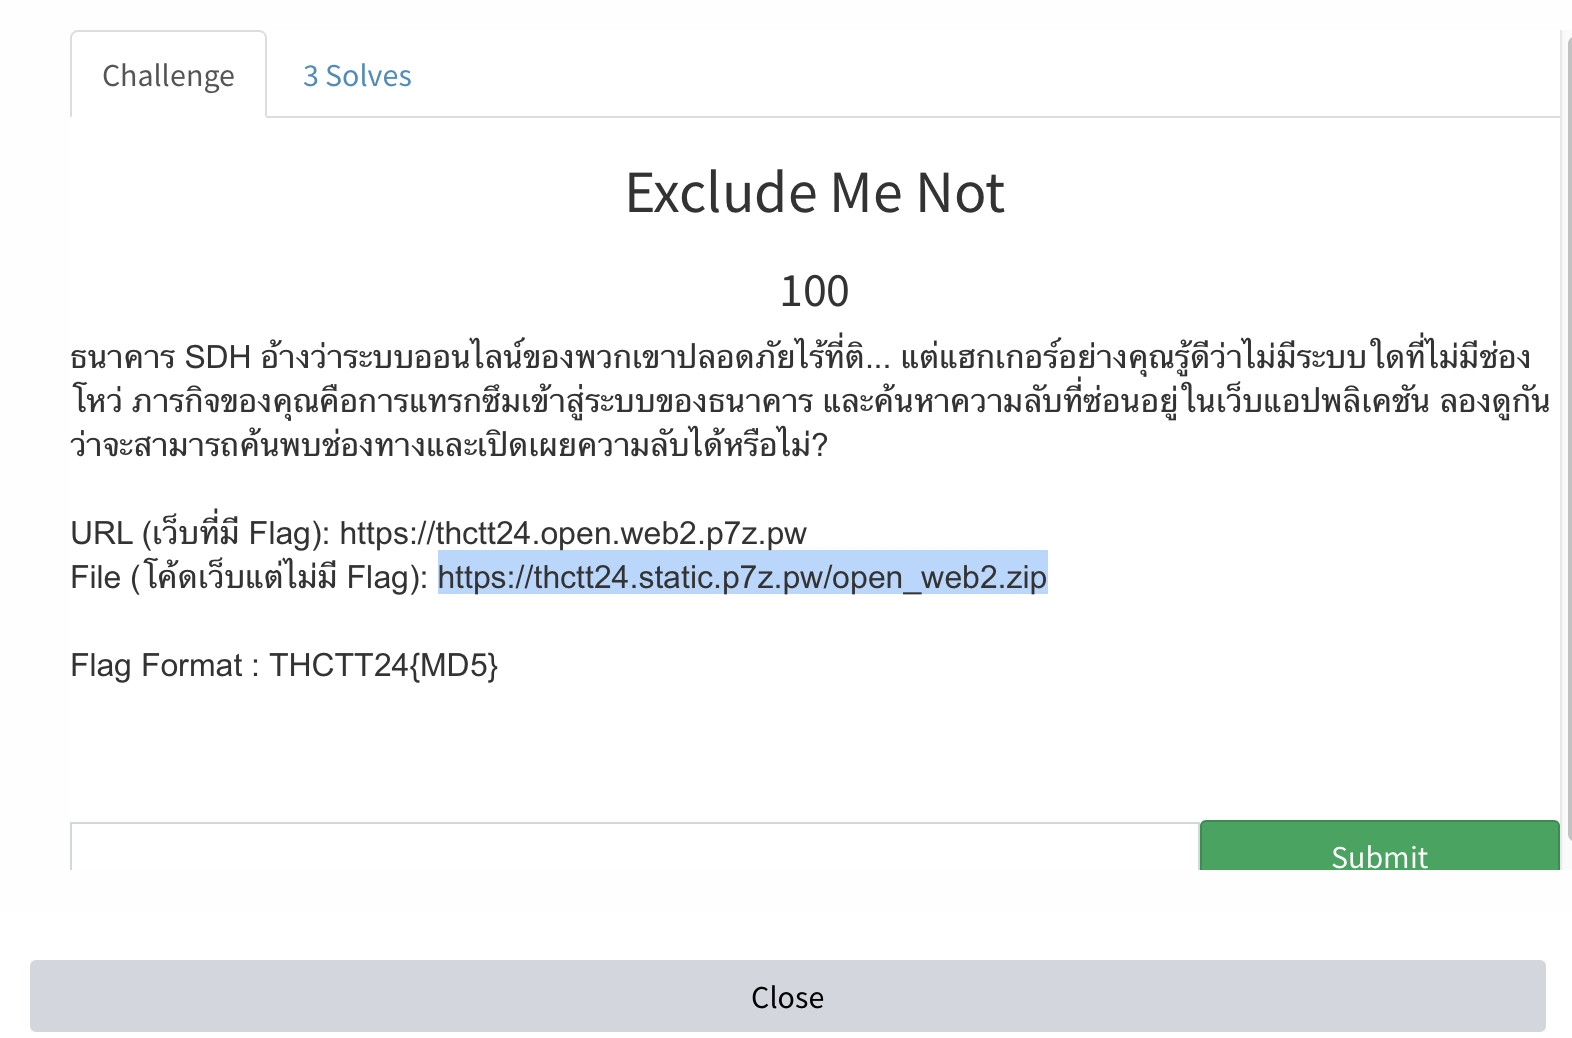 Challenge
3 Solves
Exclude Me Not
100
ธนาคาร SDH อ้างว่าระบบออนไลน์ของพวกเขาปลอดภัยไร้ที่ติ... แต่แฮกเกอร์อย่างคุณรู้ดีว่าไม่มีระบบใดที่ไม่มีช่อง
โหว่ ภารกิจของคุณคือการแทรกซึมเข้าสู่ระบบของธนาคาร และค้นหาความลับที่ซ่อนอยู่ในเว็บแอปพลิเคชัน ลองดูกัน
ว่าจะสามารถค้นพบช่องทางและเปิดเผยความลับได้หรือไม่?
URL (เว็บที่มี Flag): https://thctt24.open.web2.p7z.pw
File (โค้ดเว็บแต่ไม่มี Flag): https://thctt24.static.p7z.pw/open_web2.zip
Flag Format : THCTT24{MD5}
Submit
Close